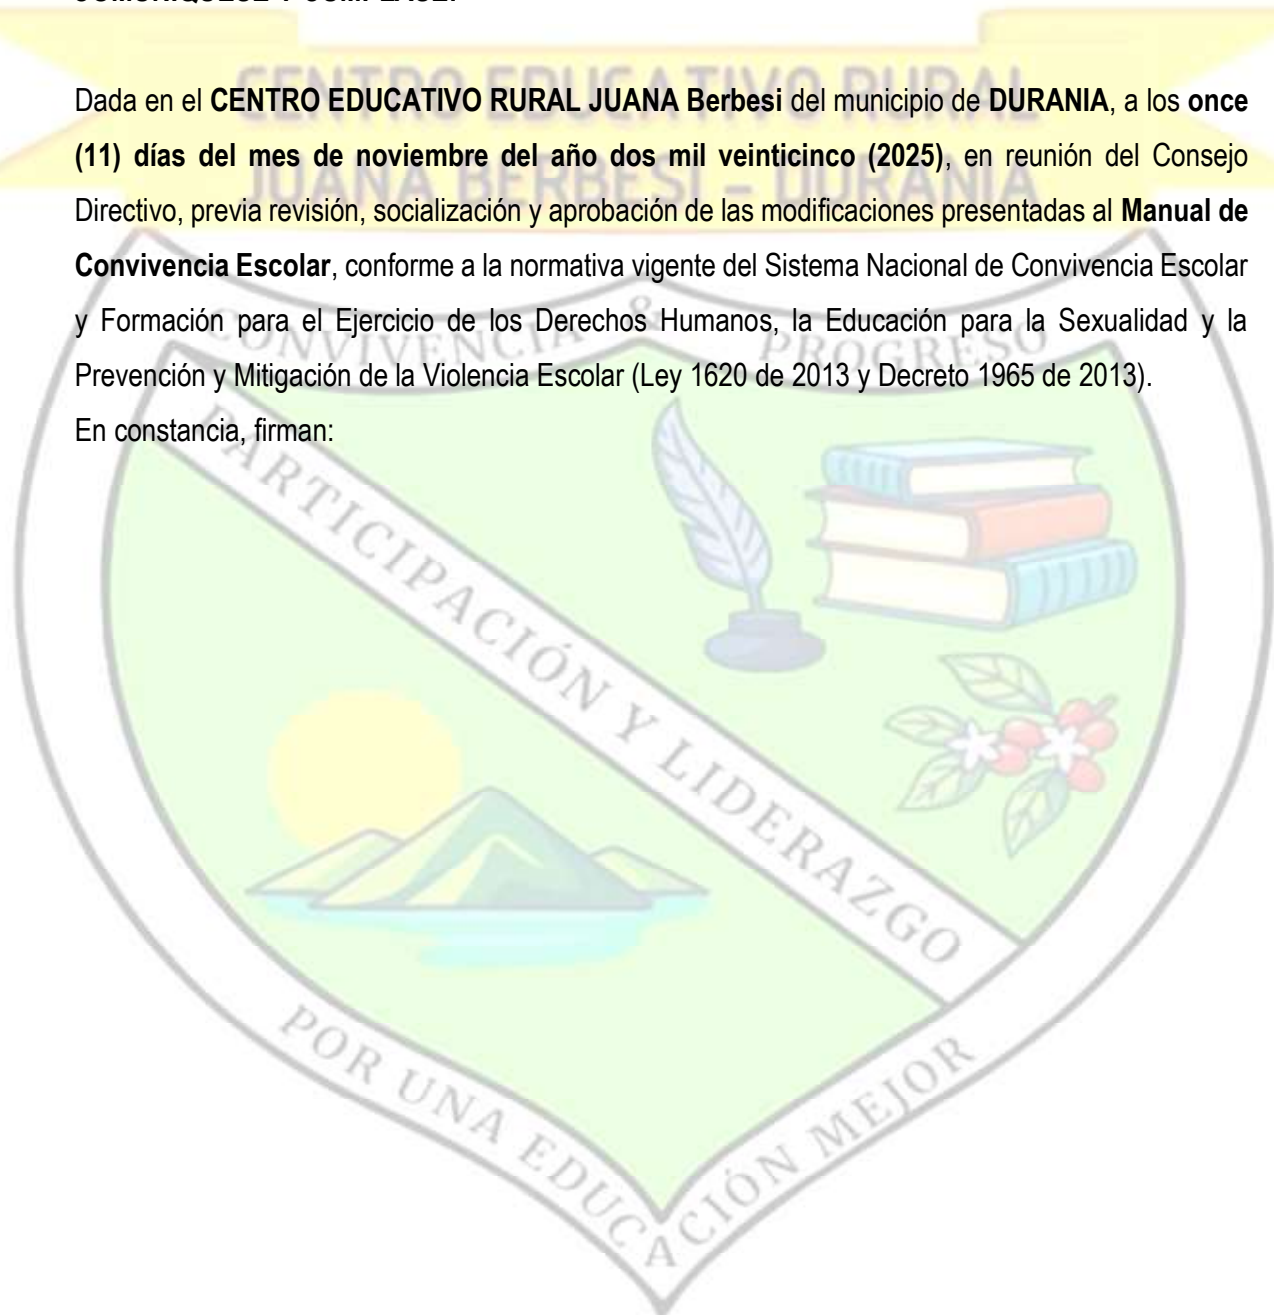 CENTRO EDUCATIVO RURAL
JUANA BERBESI – DURANIA
Dada en el CENTRO EDUCATIVO RURAL JUANA Berbesi del municipio de DURANIA, a los once
(11) días del mes de noviembre del año dos mil veinticinco (2025), en reunión del Consejo
Directivo, previa revisión, socialización y aprobación de las modificaciones presentadas al Manual de
Convivencia Escolar, conforme a la normativa vigente del Sistema Nacional de Convivencia Escolar
y Formación para el Ejercicio de los Derechos Humanos, la Educación para la Sexualidad y la
Prevención y Mitigación de la Violencia Escolar (Ley 1620 de 2013 y Decreto 1965 de 2013).
En constancia, firman:
CONVIVENCIA & PROGRESO
PARTICIPACIÓN Y LIDERAZGO
POR UNA EDUCACIÓN MEJOR